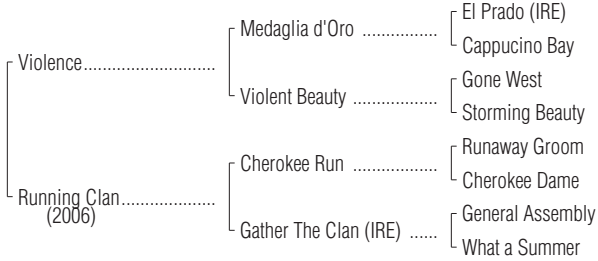 El Prado (IRE)
Medaglia d'Oro ................
Cappucino Bay
Violence............................
Gone West
Violent Beauty ..................
Storming Beauty
Runaway Groom
Cherokee Run ..................
Cherokee Dame
Running Clan....................
(2006)
General Assembly
Gather The Clan (IRE) ......
What a Summer